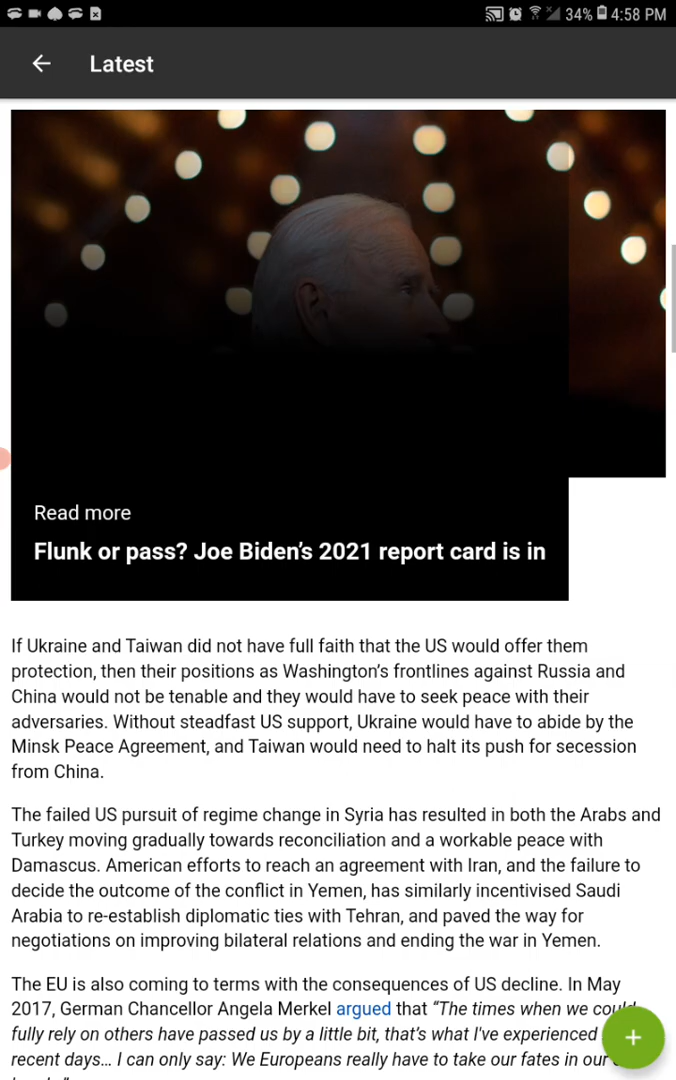 34% 4:58 PM
Latest
Read more
Flunk or pass? Joe Biden’s 2021 report card is in
If Ukraine and Taiwan did not have full faith that the US would offer them
protection, then their positions as Washington’s frontlines against Russia and
China would not be tenable and they would have to seek peace with their
adversaries. Without steadfast US support, Ukraine would have to abide by the
Minsk Peace Agreement, and Taiwan would need to halt its push for secession
from China.
The failed US pursuit of regime change in Syria has resulted in both the Arabs and
Turkey moving gradually towards reconciliation and a workable peace with
Damascus. American efforts to reach an agreement with Iran, and the failure to
decide the outcome of the conflict in Yemen, has similarly incentivised Saudi
Arabia to re-establish diplomatic ties with Tehran, and paved the way for
negotiations on improving bilateral relations and ending the war in Yemen.
The EU is also coming to terms with the consequences of US decline. In May
2017, German Chancellor Angela Merkel argued that “The times when we could
fully rely on others have passed us by a little bit, that’s what I've experienced
recent days… I can only say: We Europeans really have to take our fates in our